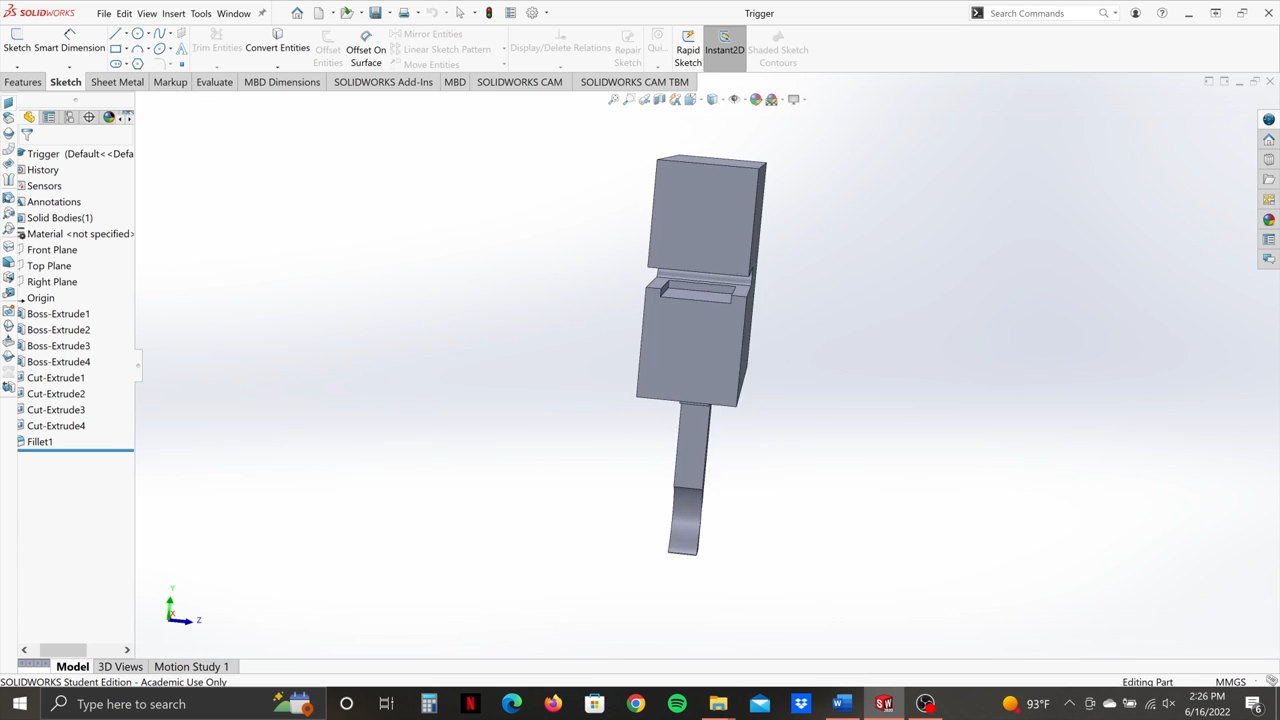 SOLIDWORKS File Edit View Insert Tools Window Trigger Search Commands
Sketch Smart Dimension Trim Entities Convert Entities Offset Entities Offset On Surface Mirror Entities Linear Sketch Pattern Move Entities Display/Delete Relations Repair Sketch Qui... Rapid Sketch Instant2D Shaded Sketch Contours
Features Sketch Sheet Metal Markup Evaluate MBD Dimensions SOLIDWORKS Add-Ins MBD SOLIDWORKS CAM SOLIDWORKS CAM TBM
Trigger (Default<<Defa
History
Sensors
Annotations
Solid Bodies(1)
Material <not specified>
Front Plane
Top Plane
Right Plane
Origin
Boss-Extrude1
Boss-Extrude2
Boss-Extrude3
Boss-Extrude4
Cut-Extrude1
Cut-Extrude2
Cut-Extrude3
Cut-Extrude4
Fillet1
Y
X
Z
Model 3D Views Motion Study 1
SOLIDWORKS Student Edition - Academic Use Only Editing Part MMGS
Type here to search 93°F 2:26 PM
6/16/2022 6